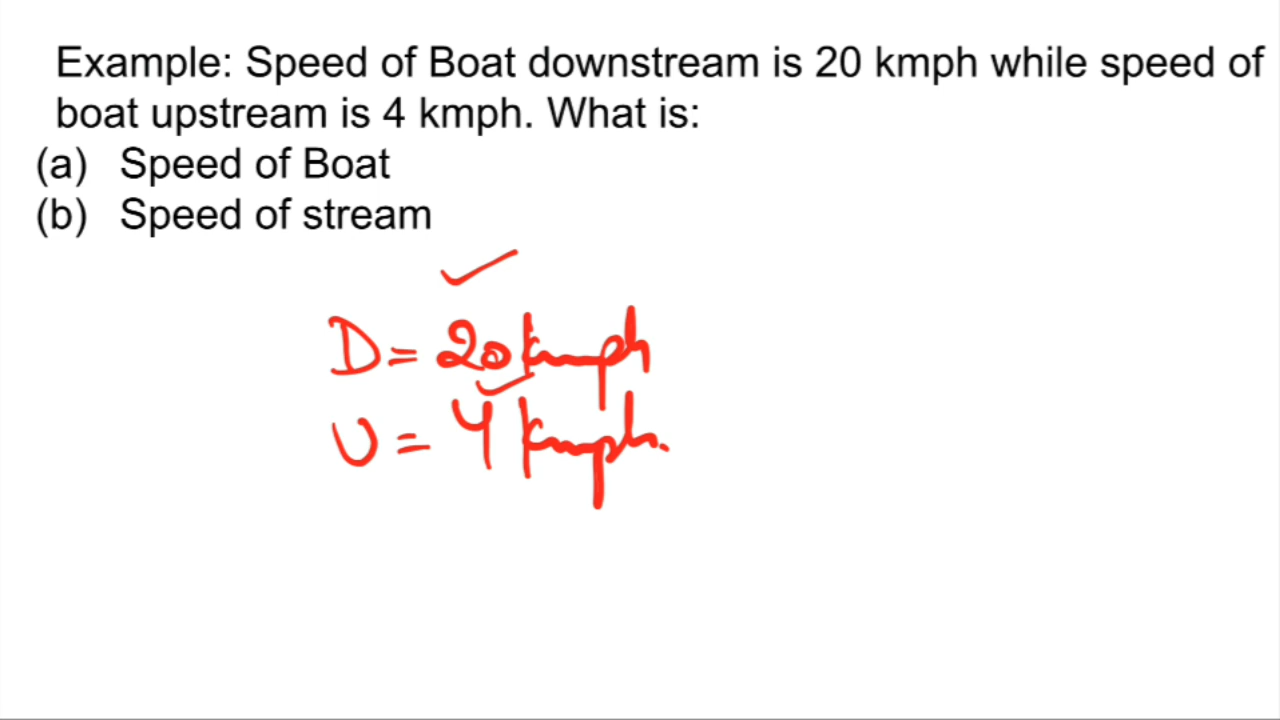 Example: Speed of Boat downstream is 20 kmph while speed of
boat upstream is 4 kmph. What is:
(a) Speed of Boat
(b) Speed of stream
D = 20 kmph
U = 4 kmph.